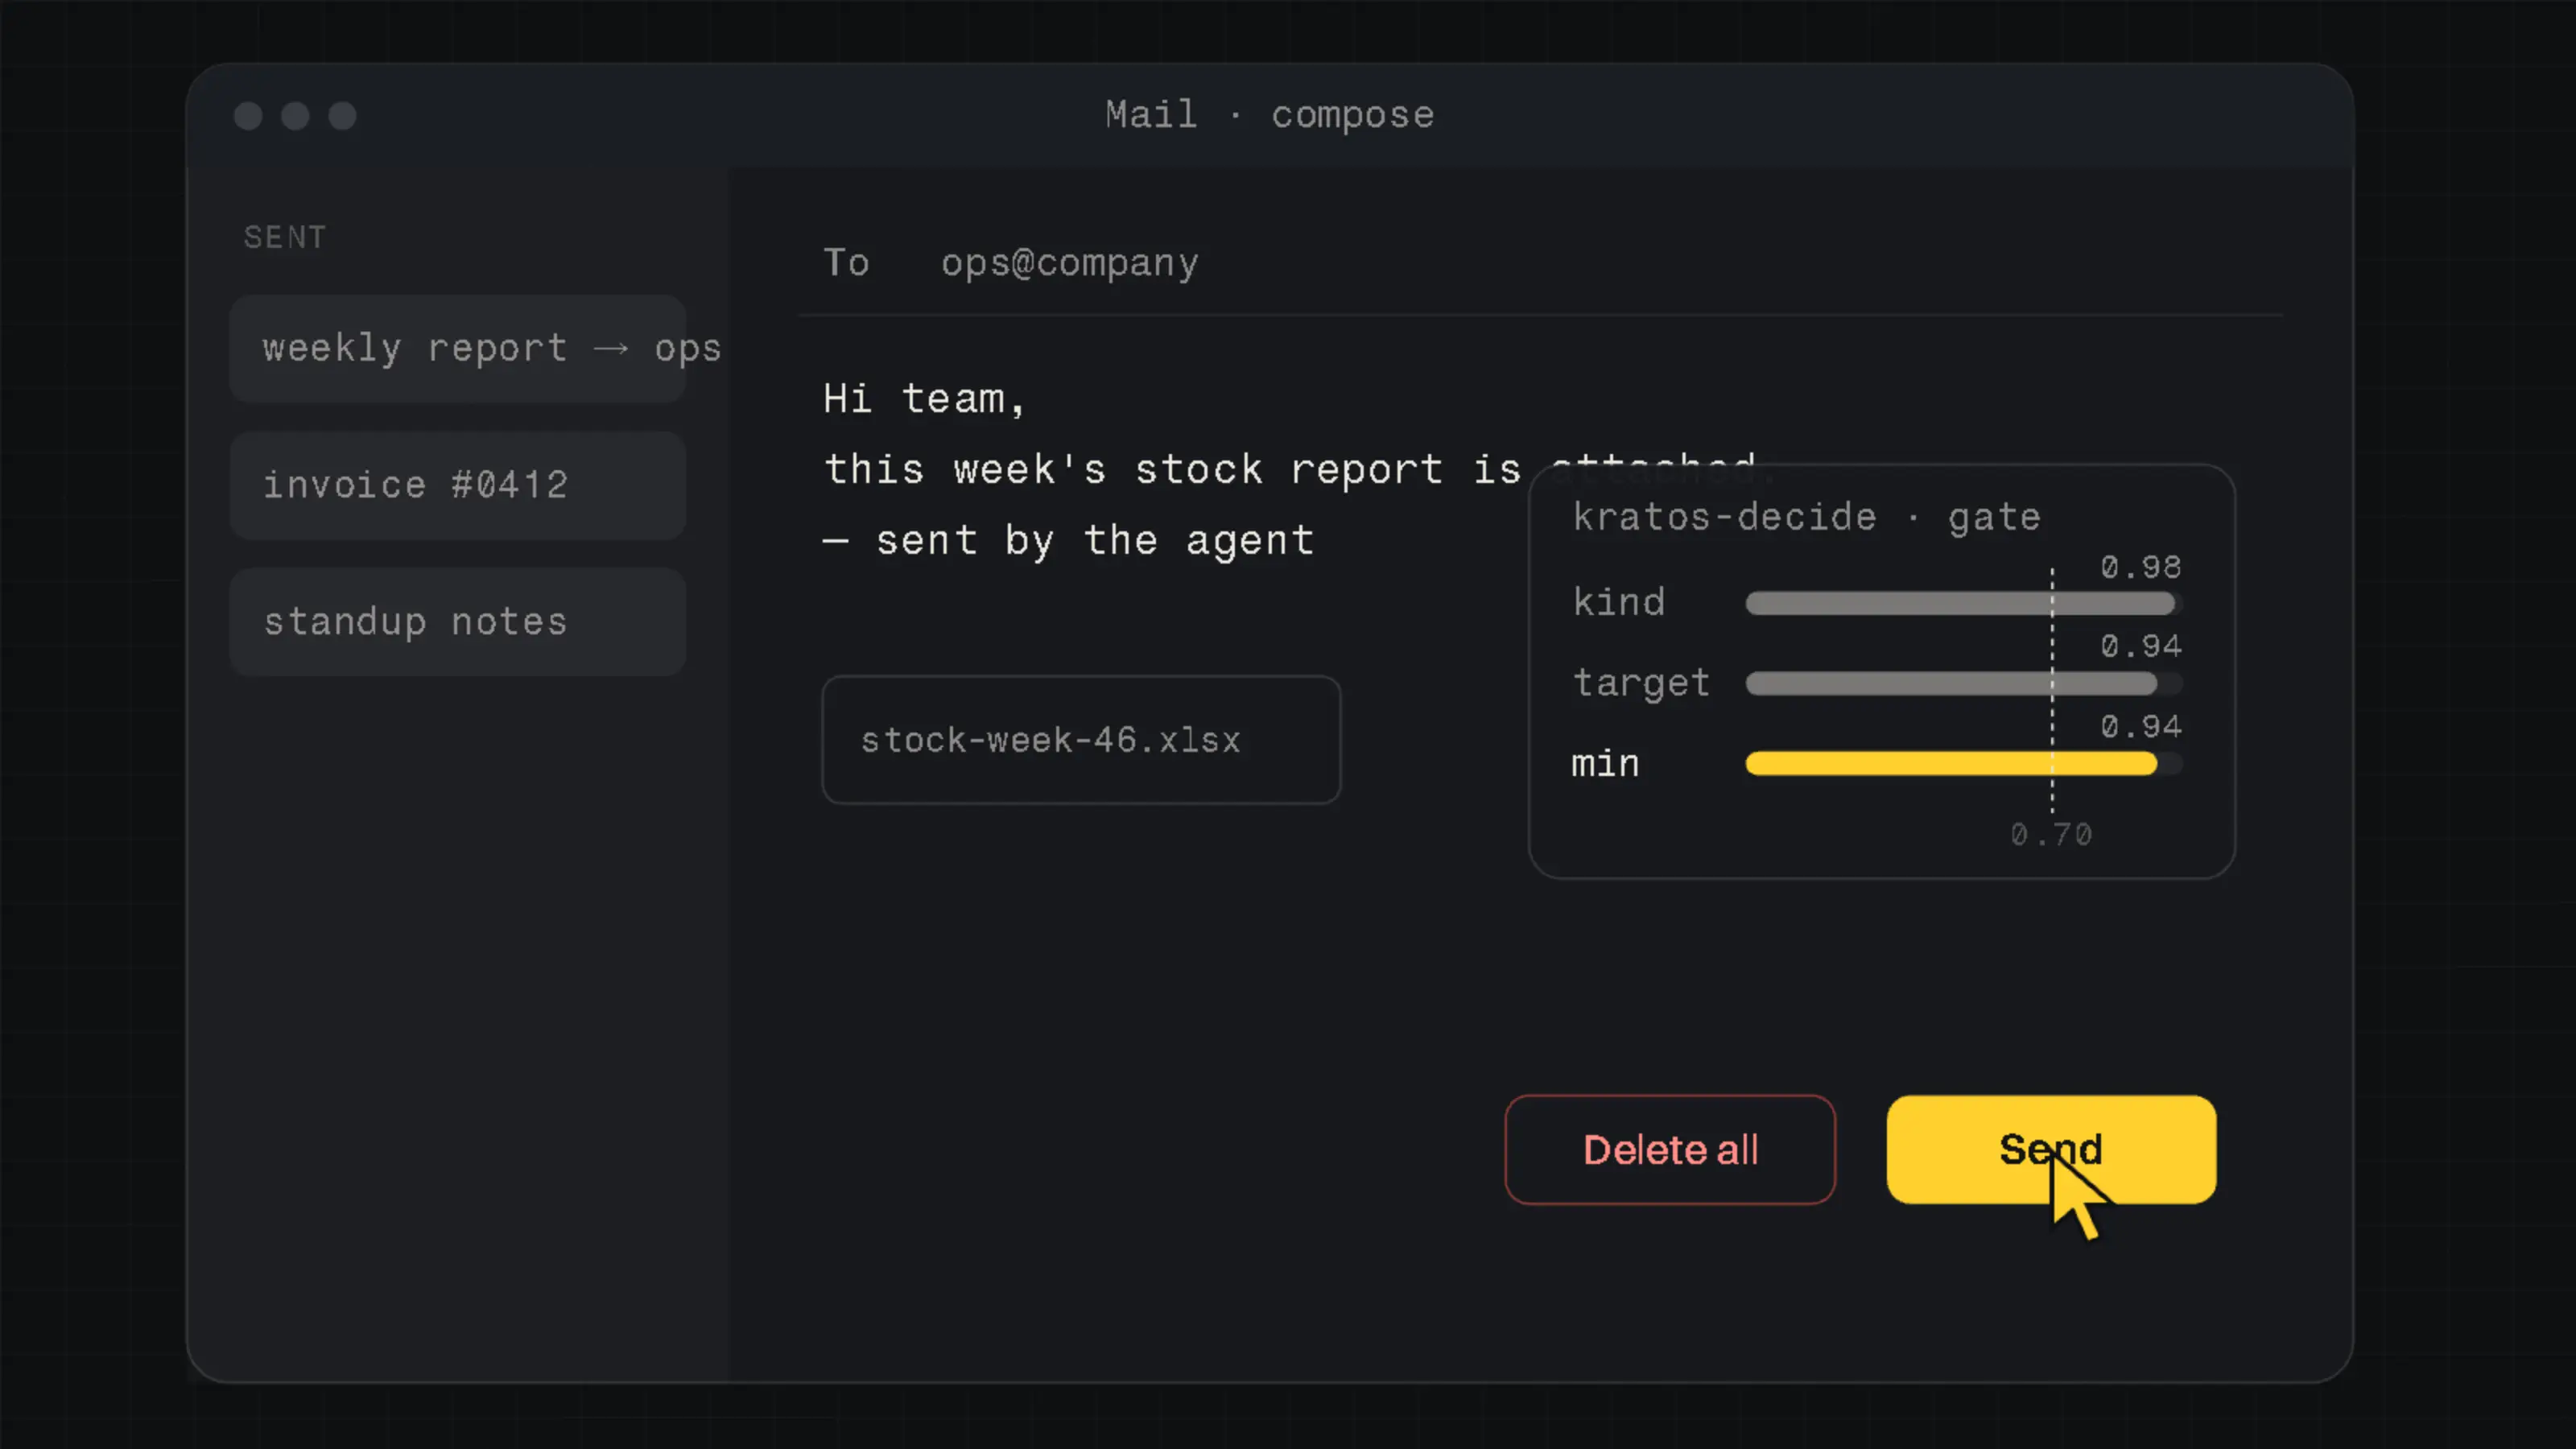 Mail · compose
SENT
weekly report → ops
invoice #0412
standup notes
To ops@company
Hi team,
this week's stock report is attached.
— sent by the agent
stock-week-46.xlsx
kratos-decide · gate
kind 0.98
target 0.94
min 0.94
0.70
Delete all
Send